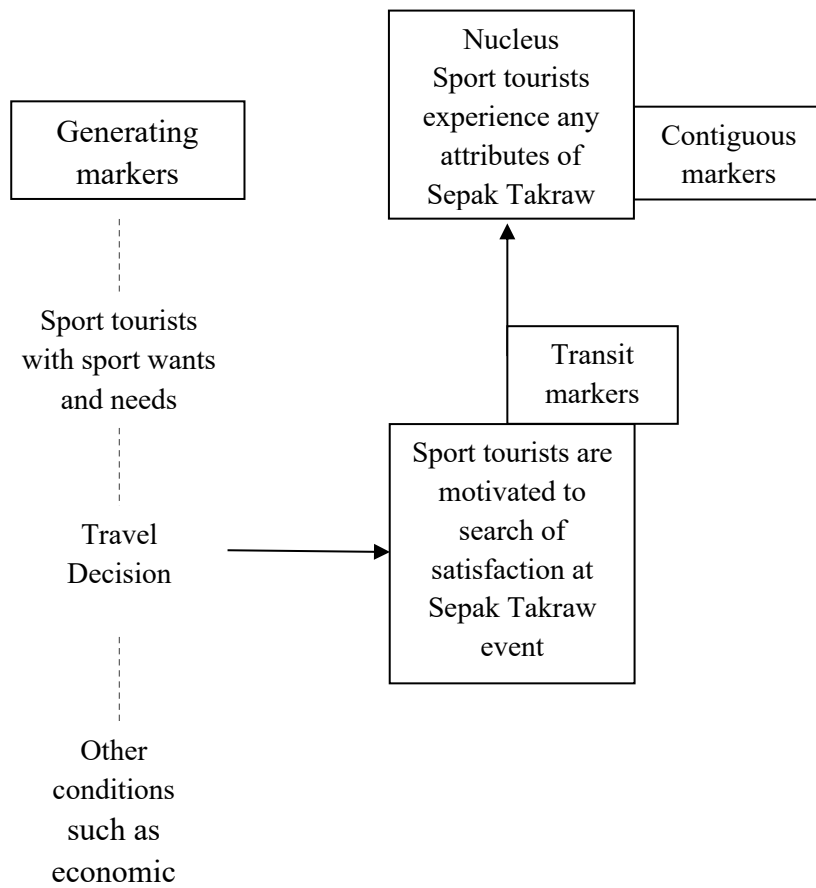 Generating
markers
Sport tourists
with sport wants
and needs
Travel
Decision
Other
conditions
such as
economic
Nucleus
Sport tourists
experience any
attributes of
Sepak Takraw
Contiguous
markers
Transit
markers
Sport tourists are
motivated to
search of
satisfaction at
Sepak Takraw
event